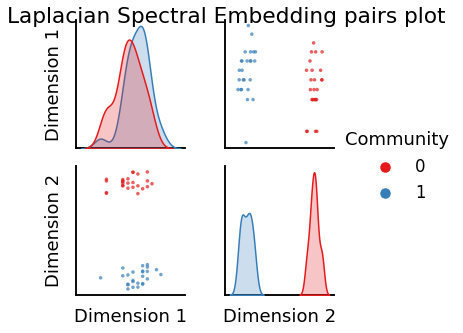 Laplacian Spectral Embedding pairs plot
Dimension 1
Community
0
1
Dimension 2
Dimension 1
Dimension 2